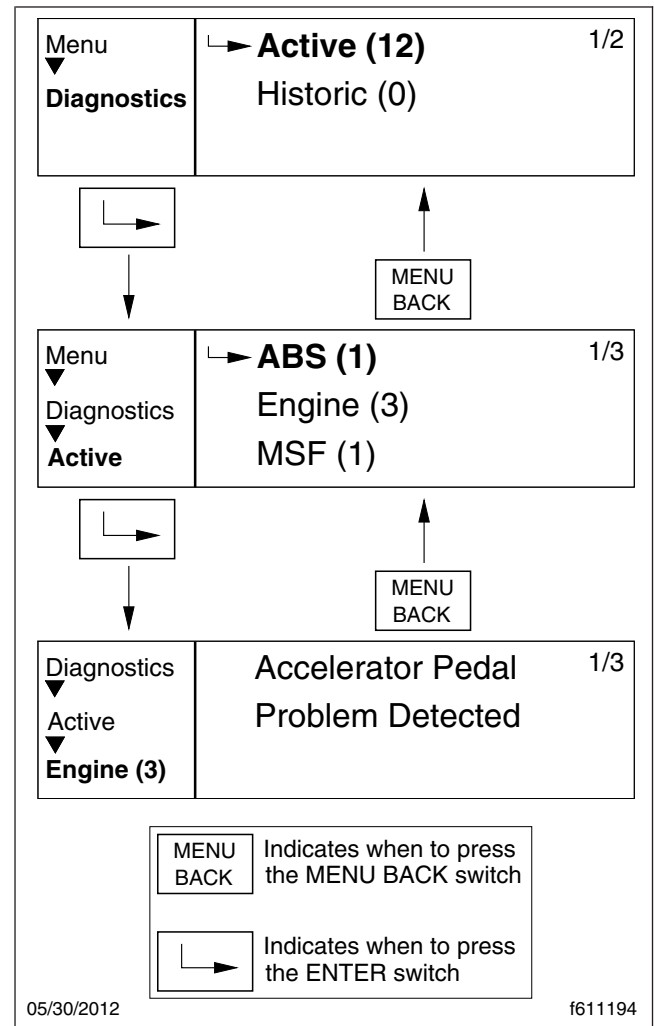 Menu
Diagnostics
Active (12)
1/2
Historic (0)
MENU
BACK
Menu
Diagnostics
Active
ABS (1)
1/3
Engine (3)
MSF (1)
MENU
BACK
Diagnostics
Active
Engine (3)
Accelerator Pedal
1/3
Problem Detected
MENU
BACK
Indicates when to press
the MENU BACK switch
Indicates when to press
the ENTER switch
05/30/2012
f611194